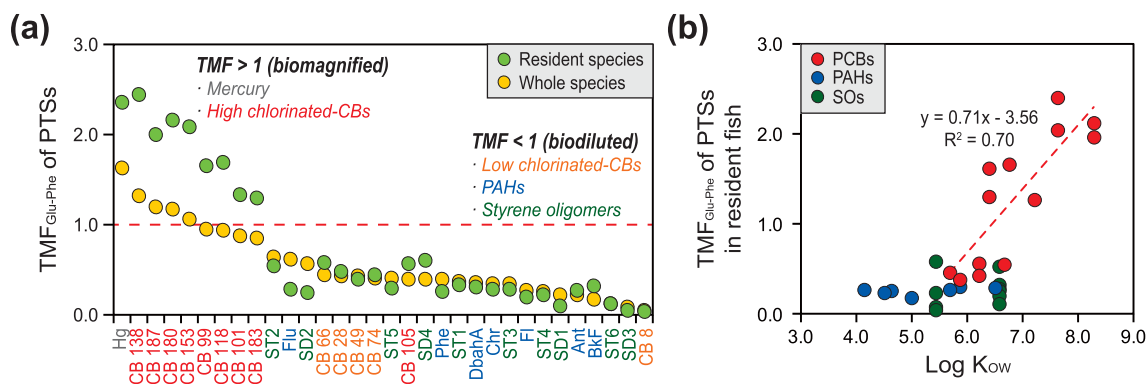 (a)
TMF Glu-Phe of PTSs
3.0
2.0
1.0
0.0
TMF > 1 (biomagnified)
· Mercury
· High chlorinated-CBs
Resident species
Whole species
TMF < 1 (biodiluted)
· Low chlorinated-CBs
· PAHs
· Styrene oligomers
Hg
CB 138
CB 187
CB 180
CB 153
CB 99
CB 118
CB 101
CB 183
ST2
Flu
SD2
CB 66
CB 28
CB 49
CB 74
ST5
CB 105
SD4
Phe
ST1
DbahA
Chr
ST3
Fl
ST4
SD1
Ant
BkF
ST6
SD3
CB 8
(b)
TMF Glu-Phe of PTSs
in resident fish
3.0
2.0
1.0
0.0
PCBs
PAHs
SOs
y = 0.71x - 3.56
R² = 0.70
3.0 4.0 5.0 6.0 7.0 8.0 9.0
Log KOW